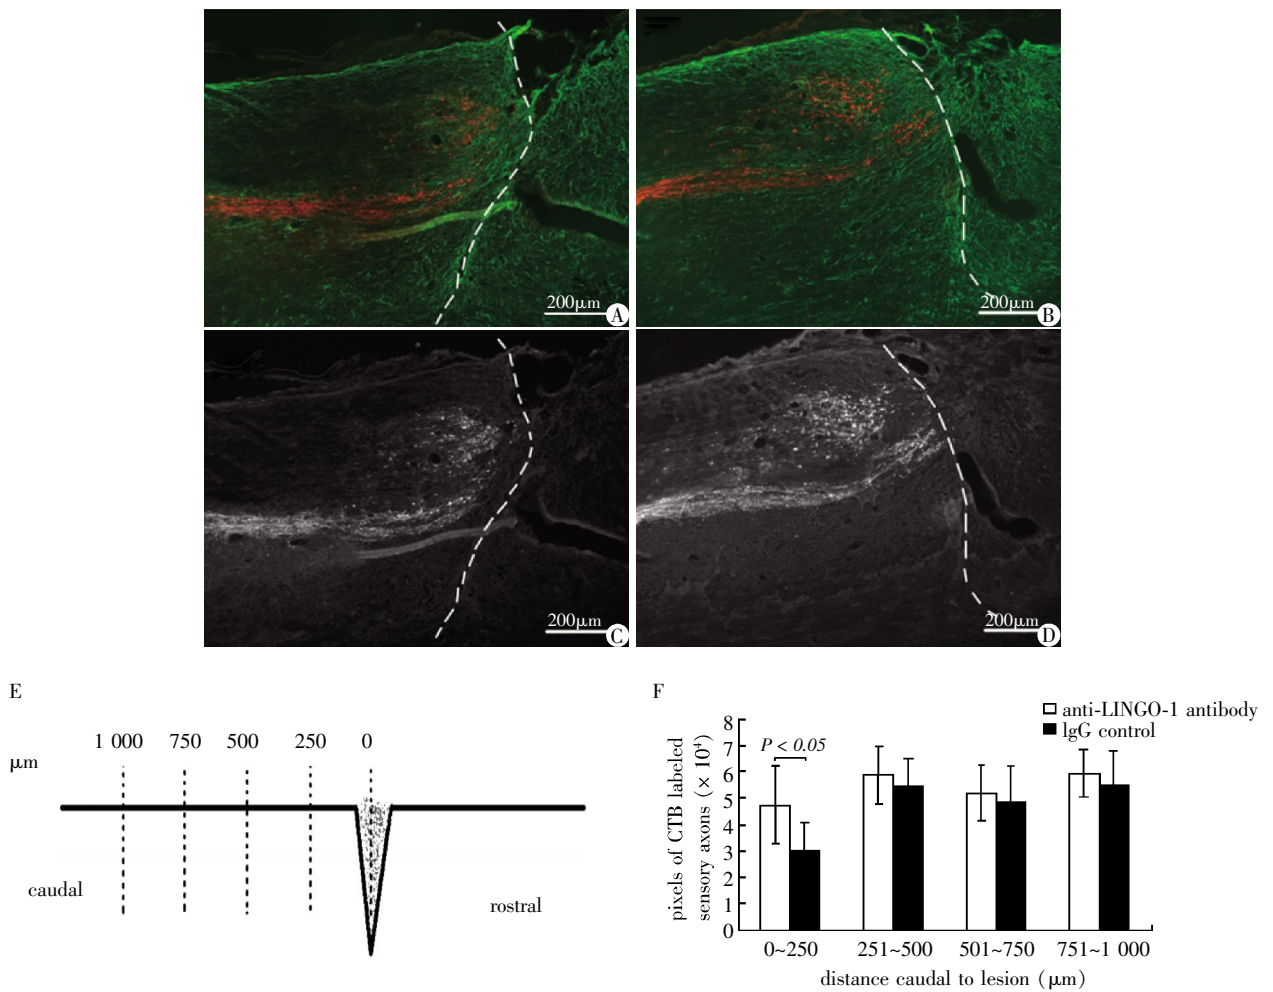 200μm
A
200μm
B
200μm
C
200μm
D
E
1 000 750 500 250 0
μm
caudal
rostral
F
anti-LINGO-1 antibody
IgG control
P < 0.05
pixels of CTB labeled
sensory axons (× 10⁴)
8
7
6
5
4
3
2
1
0
0~250 251~500 501~750 751~1 000
distance caudal to lesion (μm)